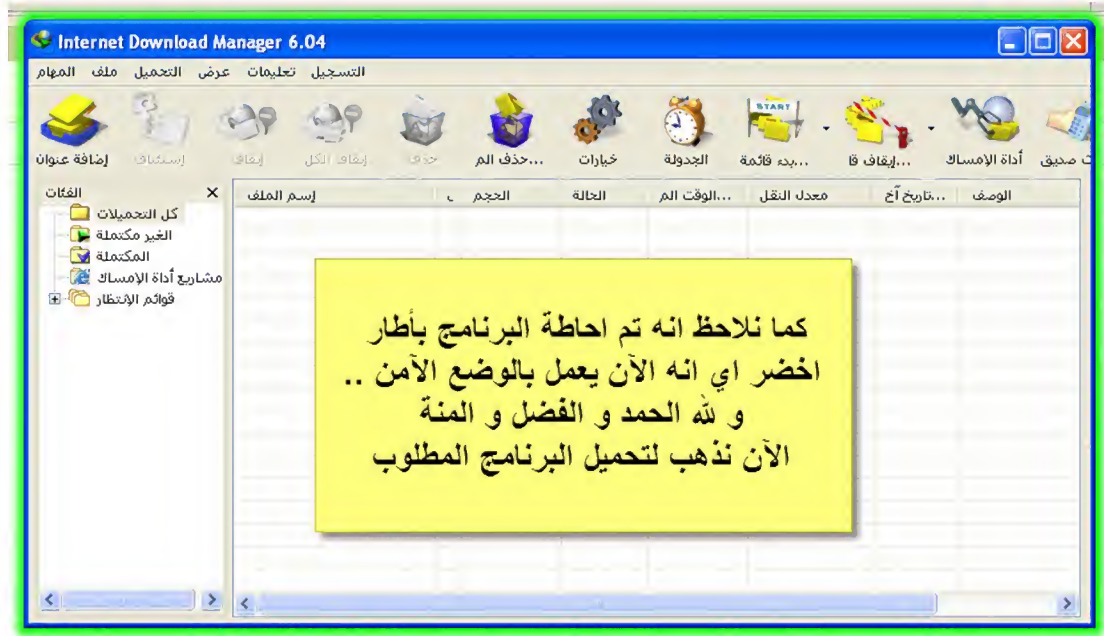 Internet Download Manager 6.04
المهام ملف التحميل عرض تعليمات التسجيل
إضافة عنوان
إستئناف
إيقاف
إيقاف الكل
حذف
حذف الم...
خيارات
الجدولة
بدء قائمة...
إيقاف قا...
أداة الإمساك
ت صديق
الفئات
كل التحميلات
الغير مكتملة
المكتملة
مشاريع أداة الإمساك
قوائم الإنتظار
إسم الملف
الحجم
الحالة
الوقت الم...
معدل النقل
تاريخ آخ...
الوصف
كما نلاحظ انه تم احاطة البرنامج بأطار
اخضر اي انه الآن يعمل بالوضع الآمن ..
و لله الحمد و الفضل و المنة
الآن نذهب لتحميل البرنامج المطلوب